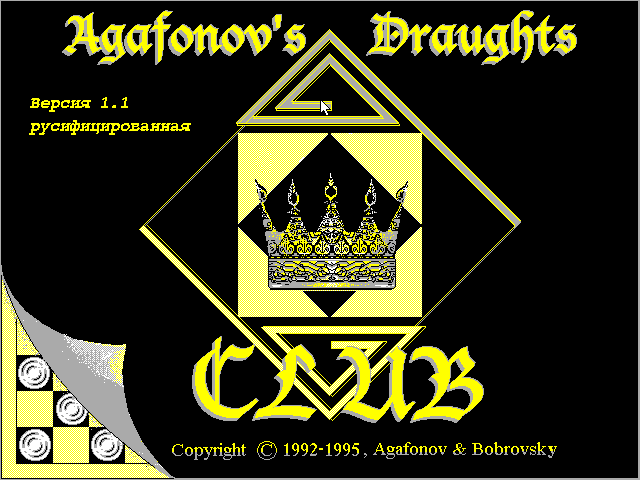 Agafonov's Draughts
Версия 1.1
русифицированная
CLUB
Copyright © 1992-1995, Agafonov & Bobrovsky